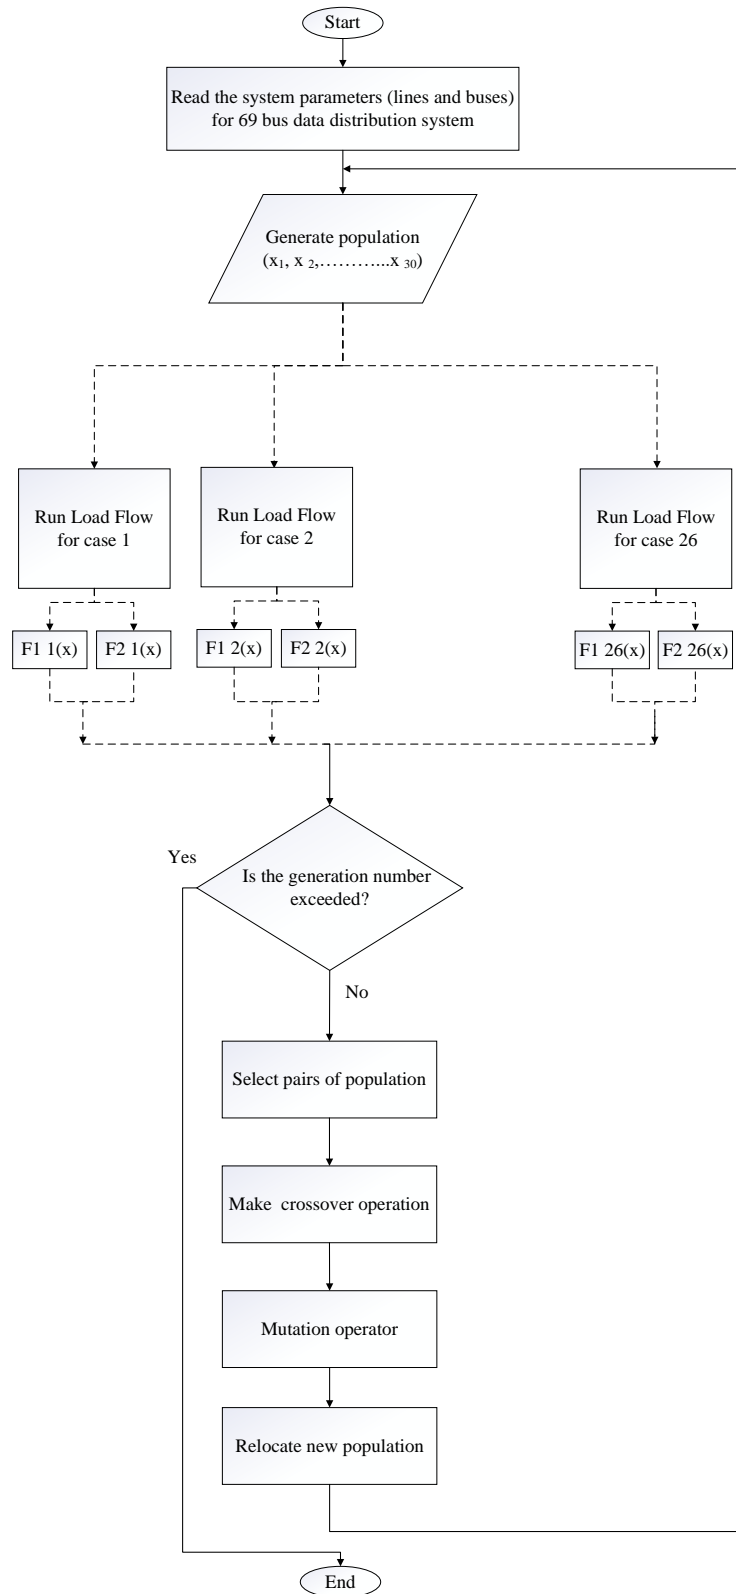 Start
Read the system parameters (lines and buses)
for 69 bus data distribution system
Generate population
(x₁, x ₂,………...x ₃₀)
Run Load Flow
for case 1
Run Load Flow
for case 2
Run Load Flow
for case 26
F1 1(x)
F2 1(x)
F1 2(x)
F2 2(x)
F1 26(x)
F2 26(x)
Yes
Is the generation number
exceeded?
No
Select pairs of population
Make  crossover operation
Mutation operator
Relocate new population
End